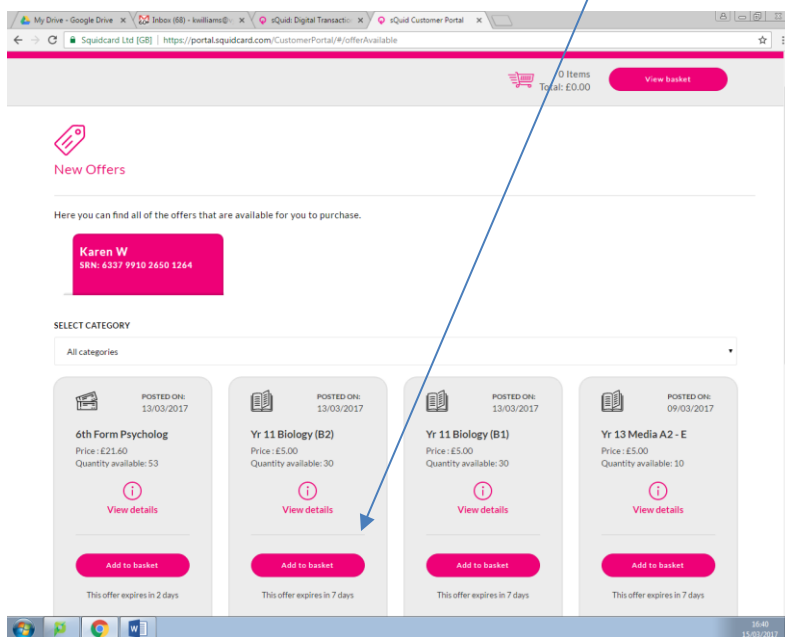 My Drive - Google Drive
Inbox (68) - kwilliams@
sQuid: Digital Transactio
sQuid Customer Portal
Squidcard Ltd [GB] | https://portal.squidcard.com/CustomerPortal/#/offerAvailable
0 Items
Total: £0.00
View basket
New Offers
Here you can find all of the offers that are available for you to purchase.
Karen W
SRN: 6337 9910 2650 1264
SELECT CATEGORY
All categories
POSTED ON:
13/03/2017
6th Form Psycholog
Price : £21.60
Quantity available: 53
View details
Add to basket
This offer expires in 2 days
POSTED ON:
13/03/2017
Yr 11 Biology (B2)
Price : £5.00
Quantity available: 30
View details
Add to basket
This offer expires in 7 days
POSTED ON:
13/03/2017
Yr 11 Biology (B1)
Price : £5.00
Quantity available: 30
View details
Add to basket
This offer expires in 7 days
POSTED ON:
09/03/2017
Yr 13 Media A2 - E
Price : £5.00
Quantity available: 10
View details
Add to basket
This offer expires in 7 days
16:40
15/03/2017